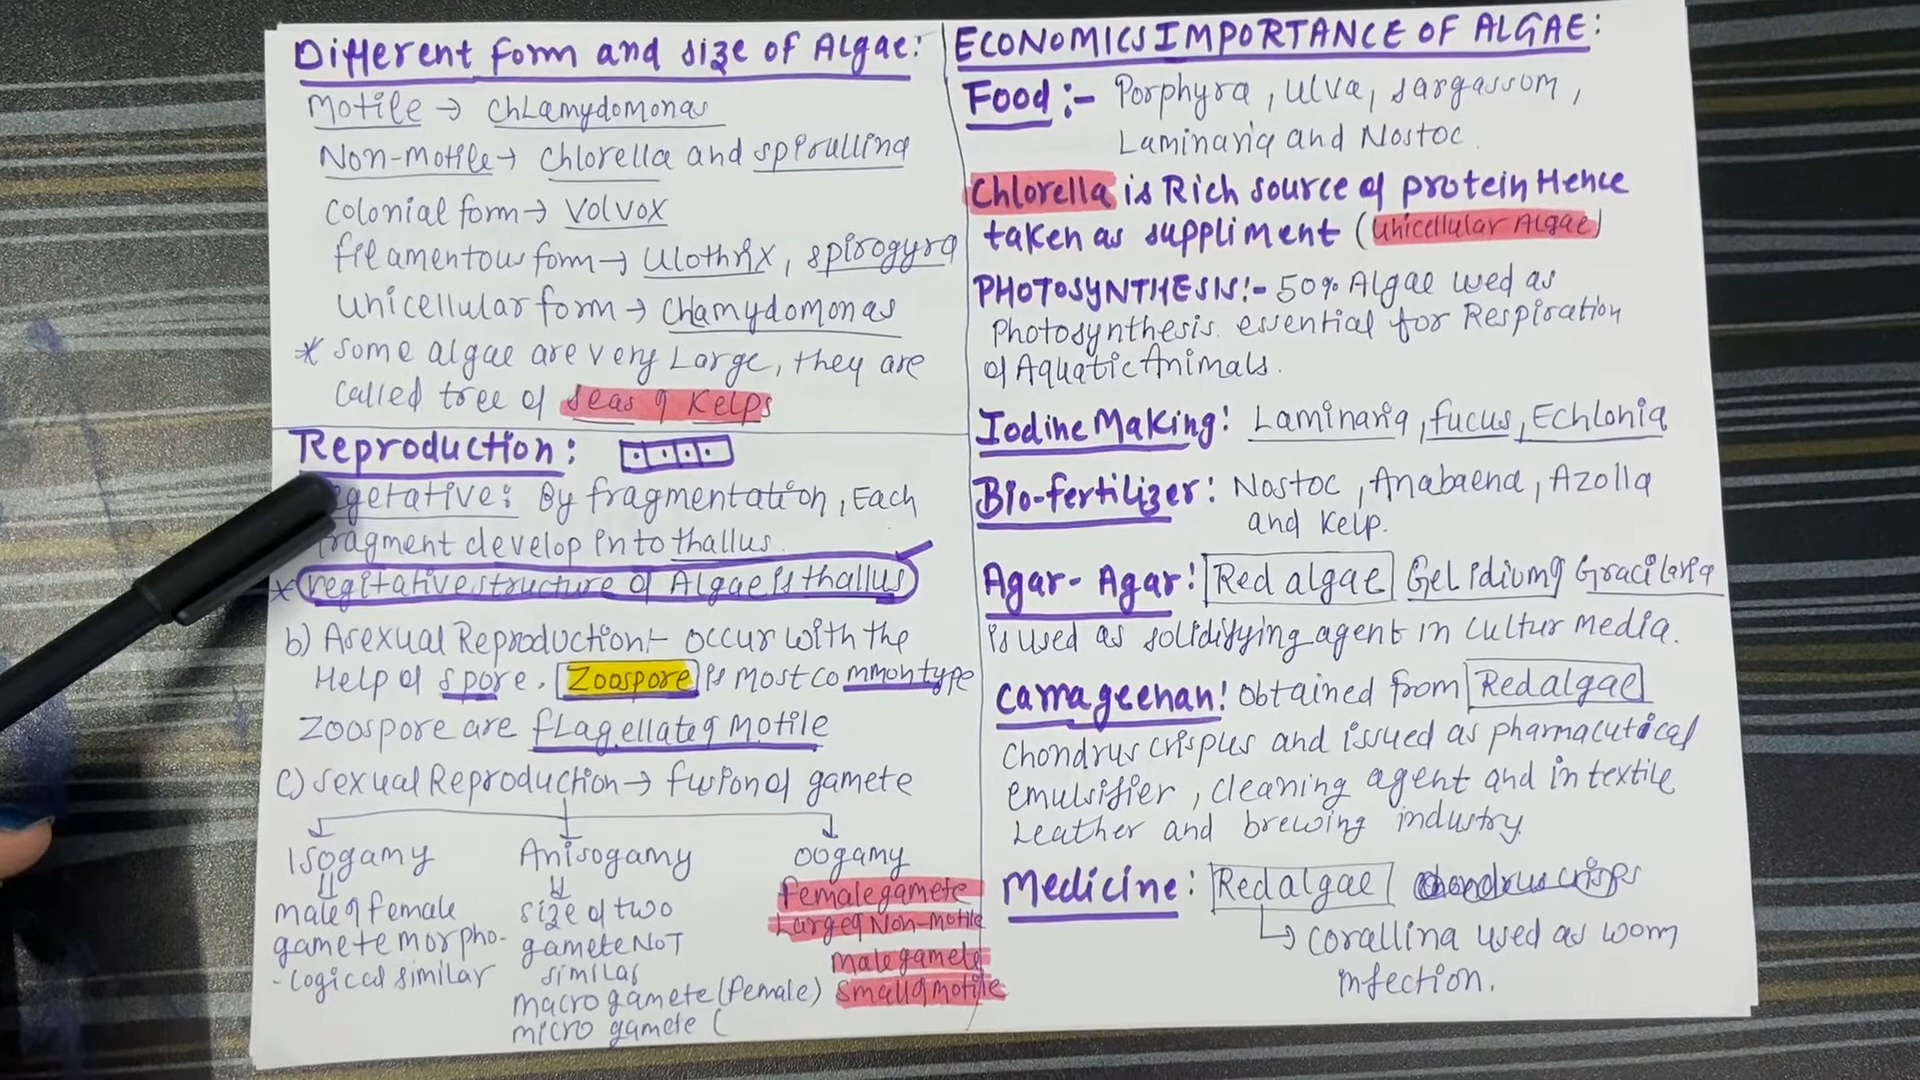 Different form and size of Algae:
Motile → Chlamydomonas
Non-motile → Chlorella and spirullina
Colonial form → Volvox
filamentous form → Ulothrix, spirogyra
Unicellular form → Chamydomonas
* Some algae are very Large, they are
Called tree of Seas & Kelps
Reproduction:
egetative: By fragmentation, Each
fragment develop into thallus
* vegitative structure of Algae is thallus
b) Asexual Reproduction:- occur with the
Help of spore. Zoospore is most common type
Zoospore are flagellate & motile
C) Sexual Reproduction → fusion of gamete
Isogamy
male & female
gamete morpho-
-logical similar
Anisogamy
size of two
gamete NOT
similar
macro gamete (female)
micro gamete (
oogamy
female gamete
Large & Non-motile
male gamete
small & motile
ECONOMICS IMPORTANCE OF ALGAE:
Food :- Porphyra, Ulva, sargassom,
Laminaria and Nostoc.
Chlorella is Rich source of protein Hence
taken as suppliment (Unicellular Algae)
PHOTOSYNTHESIS:- 50% Algae used as
Photosynthesis. essential for Respiration
of Aquatic Animals.
Iodine Making: Laminaria, fucus, Echlonia
Bio-fertilizer: Nostoc, Anabaena, Azolla
and Kelp.
Agar-Agar: Red algae Gelidium & Gracilaria
is used as solidifying agent in cultur media.
Carrageenan: obtained from Red algae
Chondrus crispus and issued as pharmacutical
emulsifier, cleaning agent and in textile
Leather and brewing industry
Medicine: Red algae
corallina used as worm
infection.